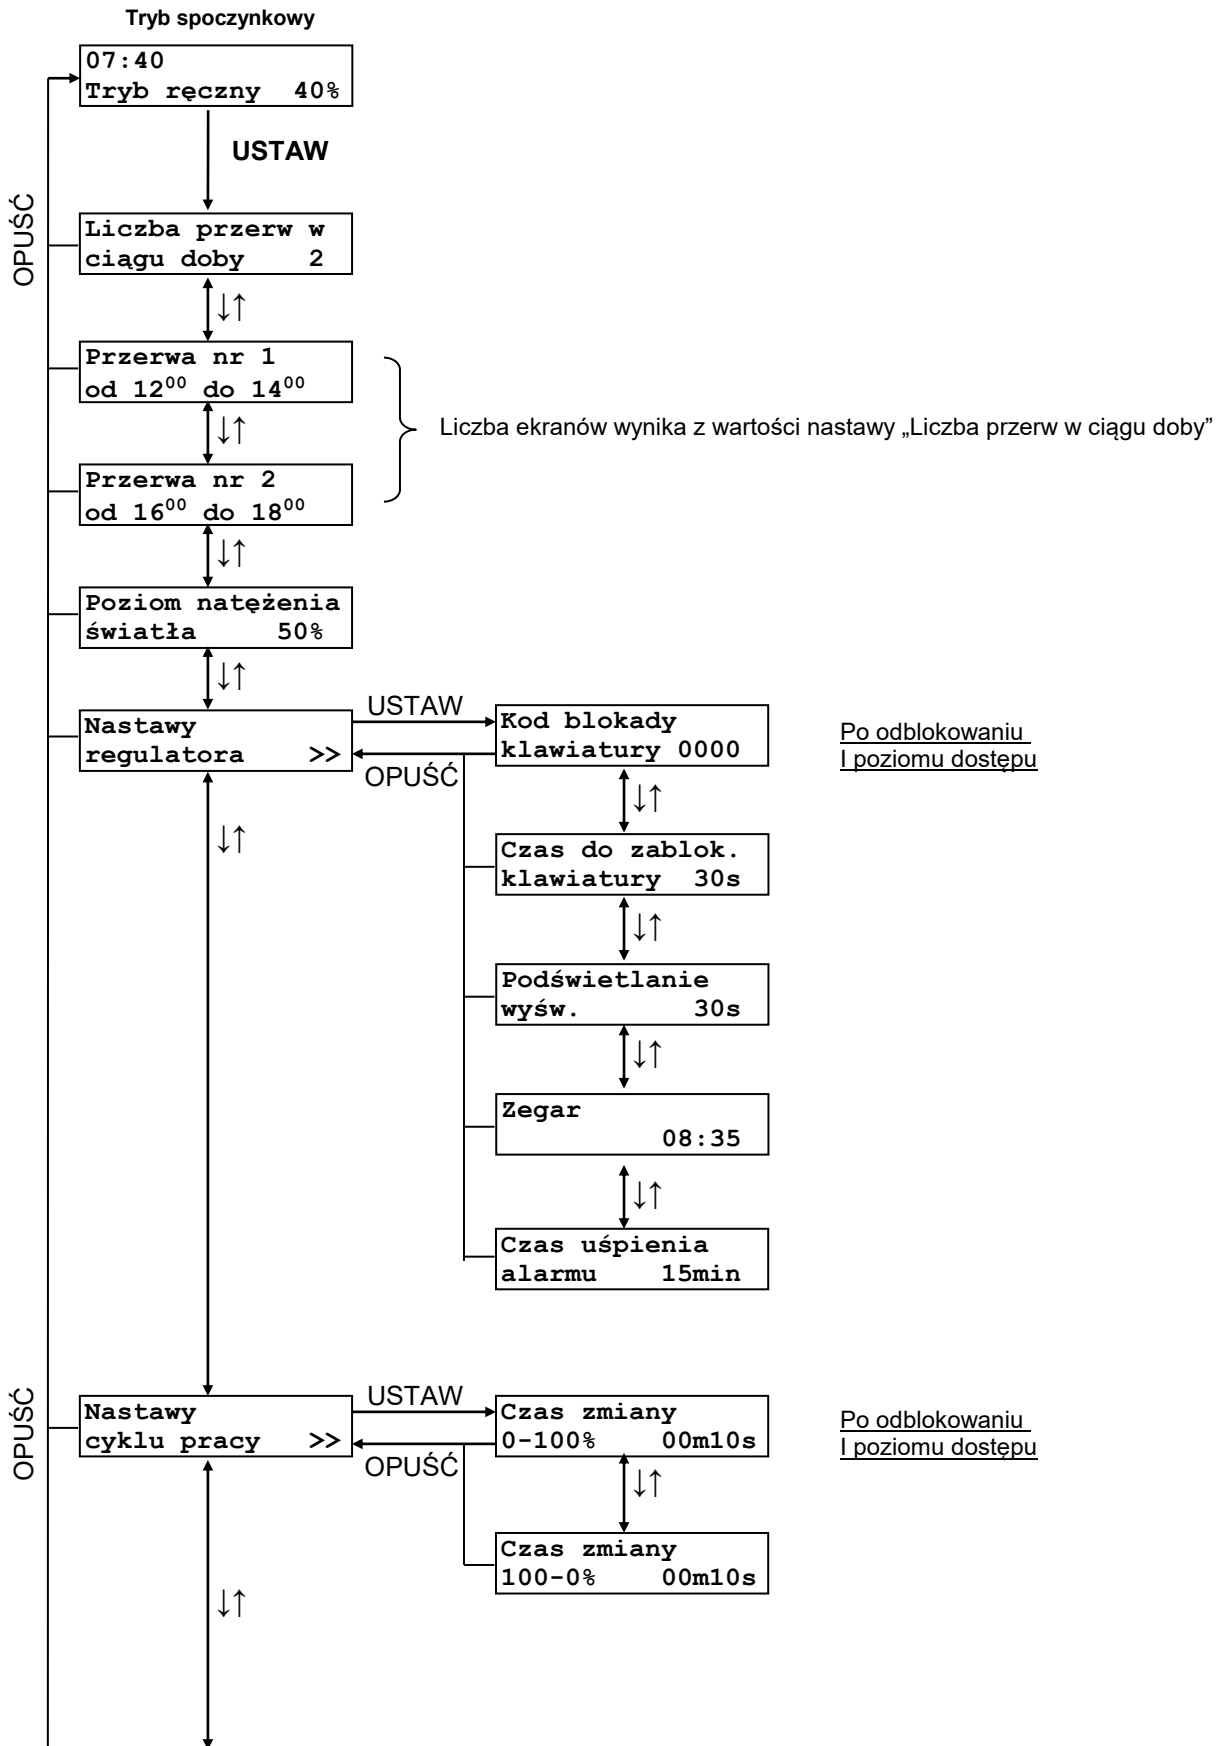 Tryb spoczynkowy
07:40
Tryb ręczny 40%
USTAW
OPUŚĆ
Liczba przerw w
ciągu doby 2
↓↑
Przerwa nr 1
od 12⁰⁰ do 14⁰⁰
↓↑
Liczba ekranów wynika z wartości nastawy „Liczba przerw w ciągu doby”
Przerwa nr 2
od 16⁰⁰ do 18⁰⁰
↓↑
Poziom natężenia
światła 50%
↓↑
Nastawy
regulatora >>
USTAW
OPUŚĆ
Kod blokady
klawiatury 0000
Po odblokowaniu
I poziomu dostępu
↓↑
↓↑
Czas do zablok.
klawiatury 30s
↓↑
Podświetlanie
wyśw. 30s
↓↑
Zegar
08:35
↓↑
Czas uśpienia
alarmu 15min
OPUŚĆ
Nastawy
cyklu pracy >>
USTAW
OPUŚĆ
Czas zmiany
0-100% 00m10s
Po odblokowaniu
I poziomu dostępu
↓↑
Czas zmiany
100-0% 00m10s
↓↑